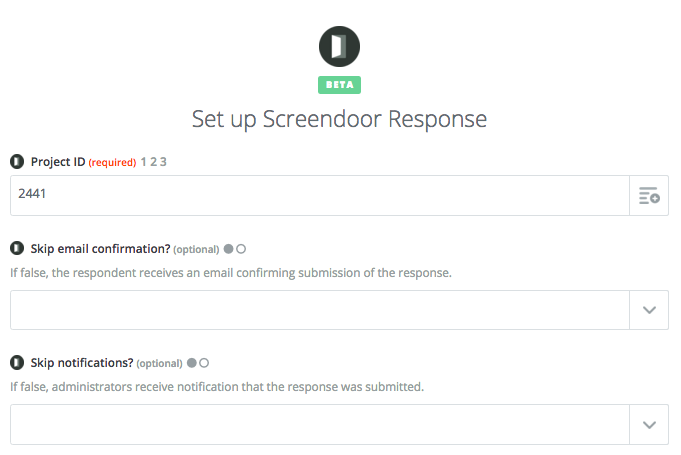 BETA
Set up Screendoor Response
Project ID (required) 1 2 3
2441
Skip email confirmation? (optional)
If false, the respondent receives an email confirming submission of the response.
Skip notifications? (optional)
If false, administrators receive notification that the response was submitted.